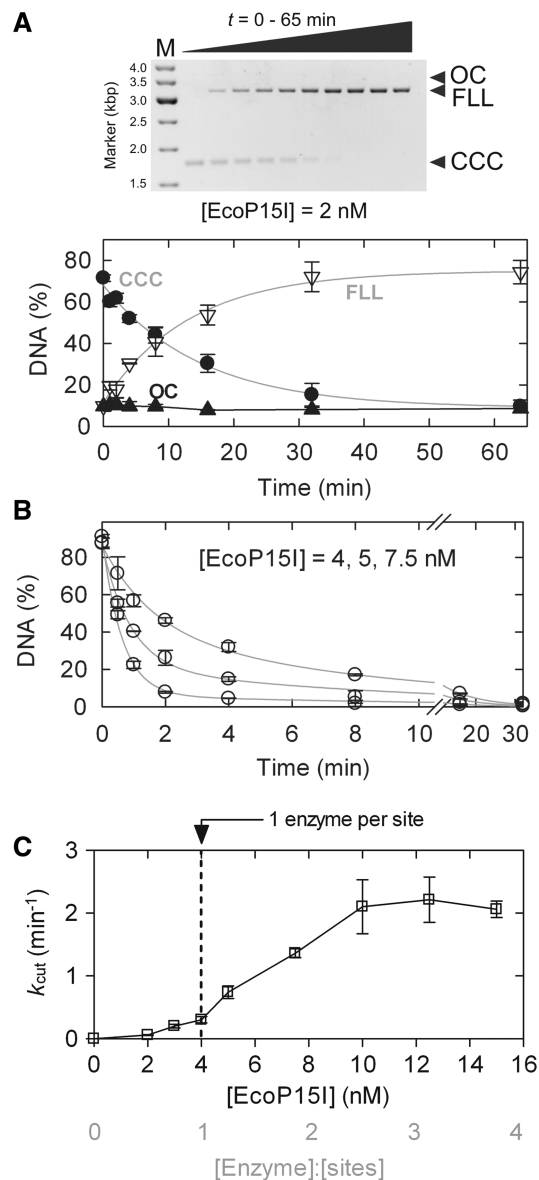 A
t = 0 - 65 min
M
Marker (kbp)
4.0
3.5
3.0
2.5
2.0
1.5
OC
FLL
CCC
[EcoP15I] = 2 nM
DNA (%)
80
60
40
20
0
CCC
FLL
OC
0 10 20 30 40 50 60
Time (min)
B
[EcoP15I] = 4, 5, 7.5 nM
DNA (%)
80
60
40
20
0
0 2 4 6 8 10 20 30
Time (min)
C
1 enzyme per site
kcut (min-1)
3
2
1
0
0 2 4 6 8 10 12 14 16
[EcoP15I] (nM)
0 1 2 3 4
[Enzyme]:[sites]